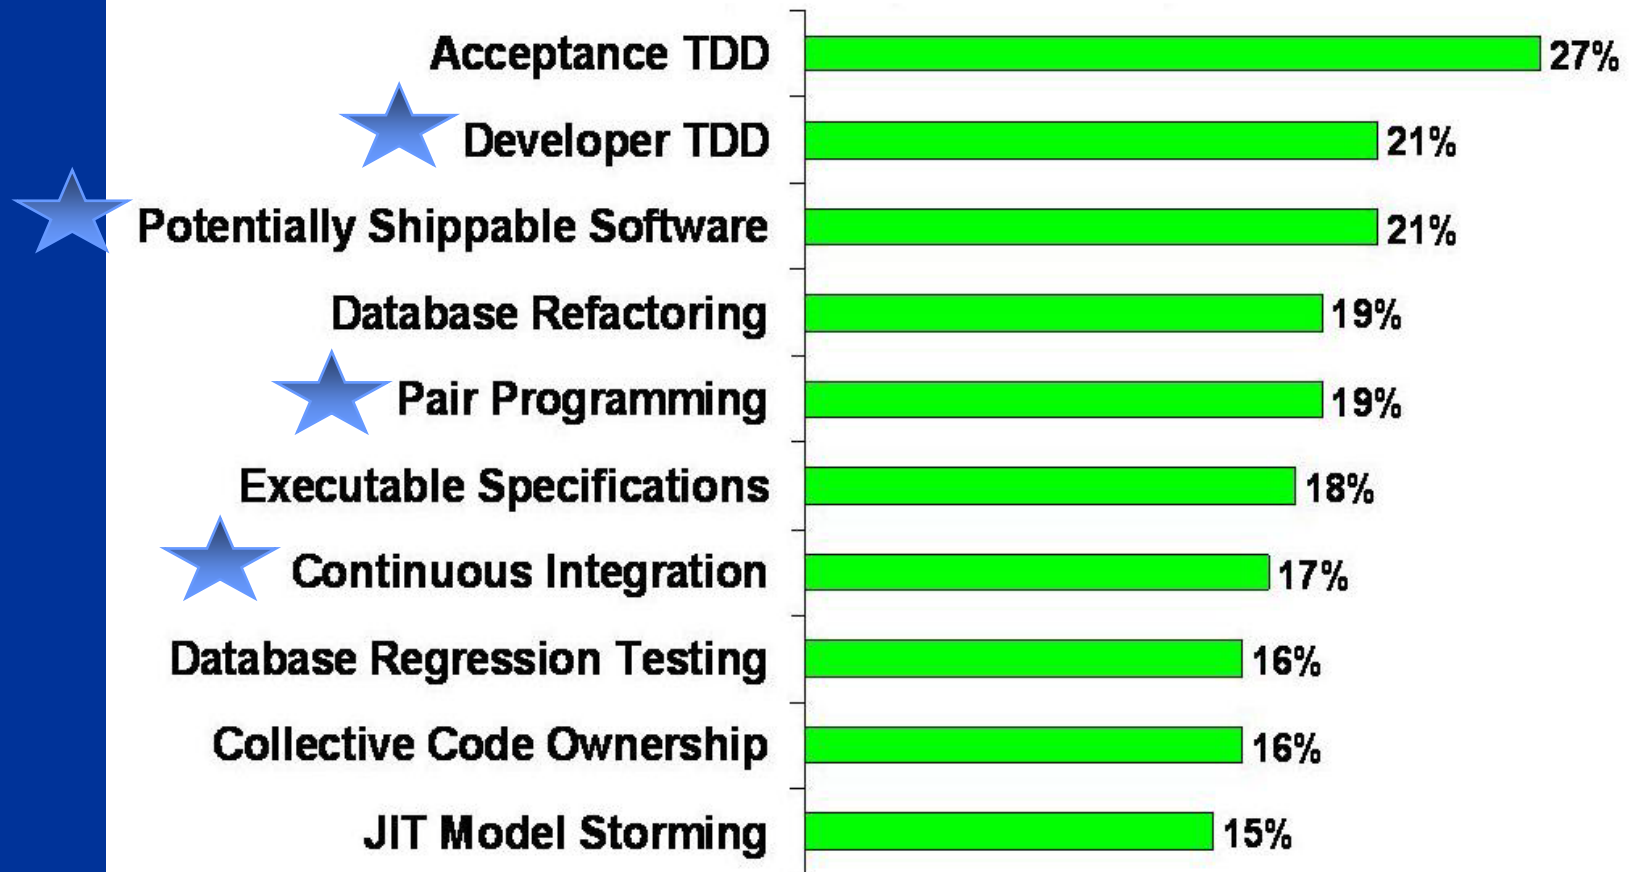 Acceptance TDD 27%
Developer TDD 21%
Potentially Shippable Software 21%
Database Refactoring 19%
Pair Programming 19%
Executable Specifications 18%
Continuous Integration 17%
Database Regression Testing 16%
Collective Code Ownership 16%
JIT Model Storming 15%